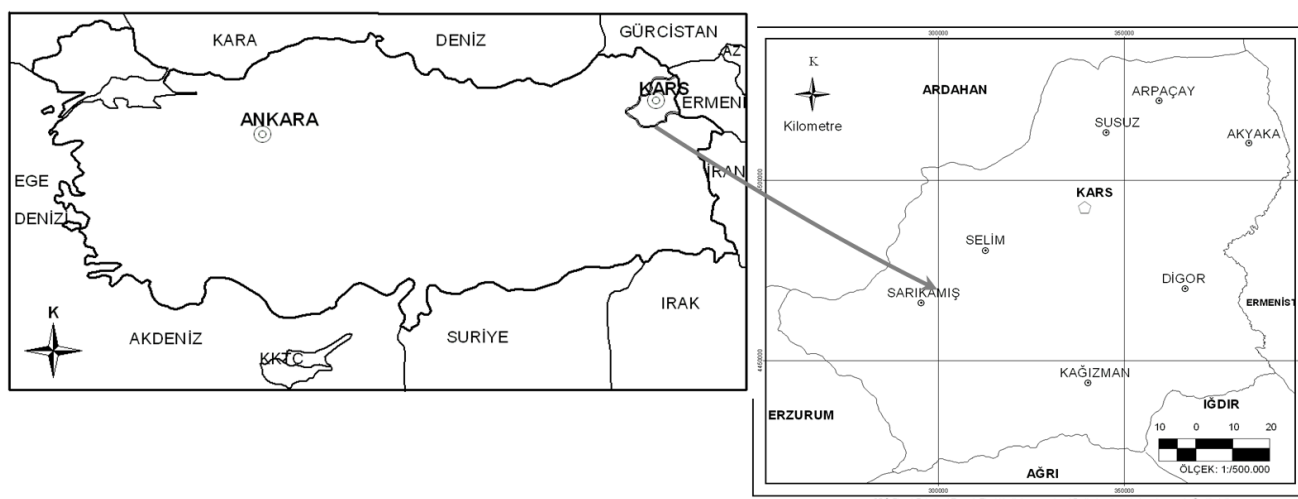 KARA
DENİZ
GÜRCİSTAN
AZ
KARS
ERMENİ
ANKARA
İRAN
EGE
DENİZİ
K
AKDENİZ
KKTC
SURİYE
IRAK
300000
350000
K
Kilometre
ARDAHAN
ARPAÇAY
SUSUZ
AKYAKA
KARS
SELİM
SARIKAMIŞ
DİGOR
ERMENİST
4450000
KAĞIZMAN
ERZURUM
IĞDIR
10 0 10 20
ÖLÇEK: 1:/500.000
AĞRI
300000
350000